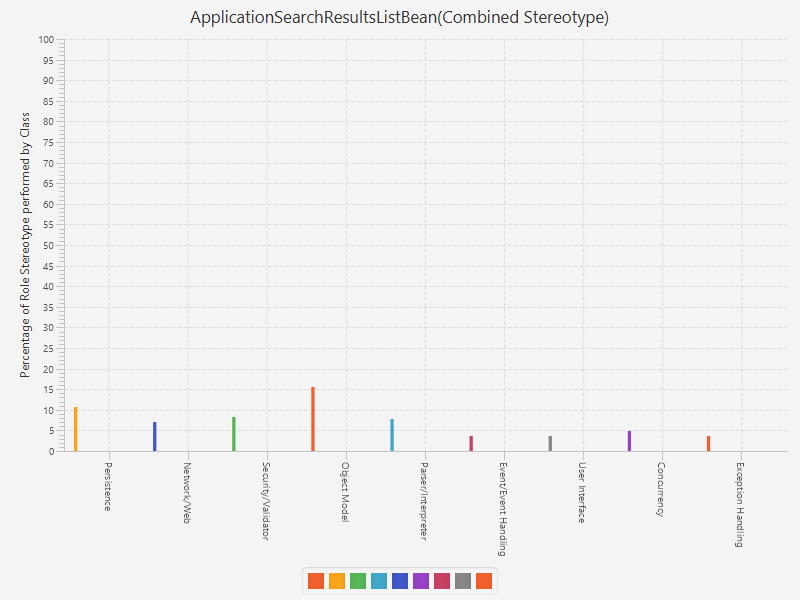 ApplicationSearchResultsListBean(Combined Stereotype)
Percentage of Role Stereotype performed by Class
100
95
90
85
80
75
70
65
60
55
50
45
40
35
30
25
20
15
10
5
0
Persistence
Network/Web
Security/Validator
Object Model
Parser/Interpreter
Event/Event Handling
User Interface
Concurrency
Exception Handling